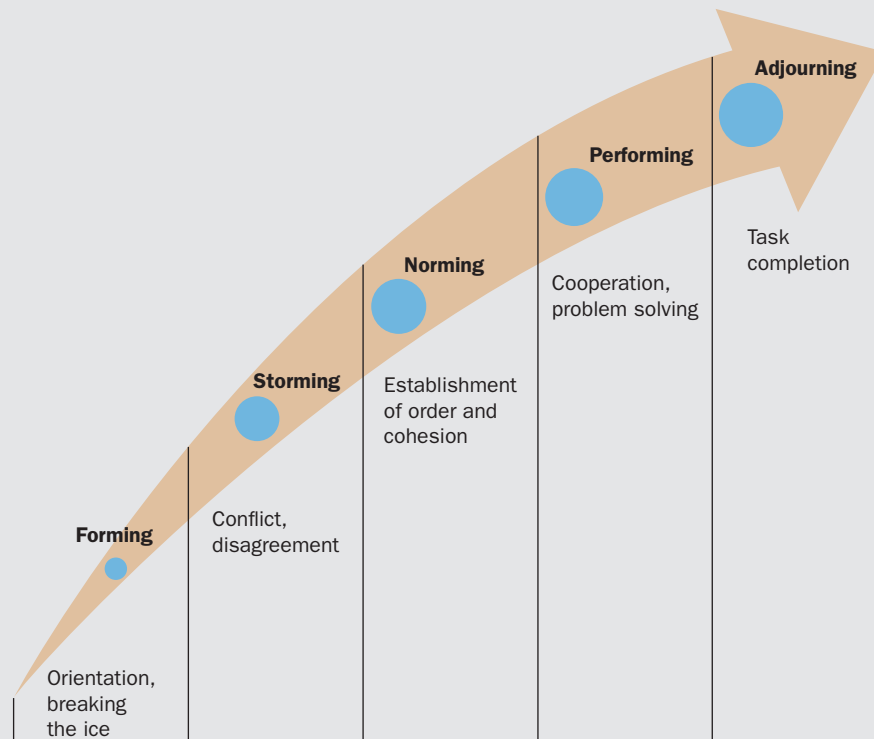 Adjourning
Performing
Task
completion
Norming
Cooperation,
problem solving
Storming
Establishment
of order and
cohesion
Forming
Conflict,
disagreement
Orientation,
breaking
the ice